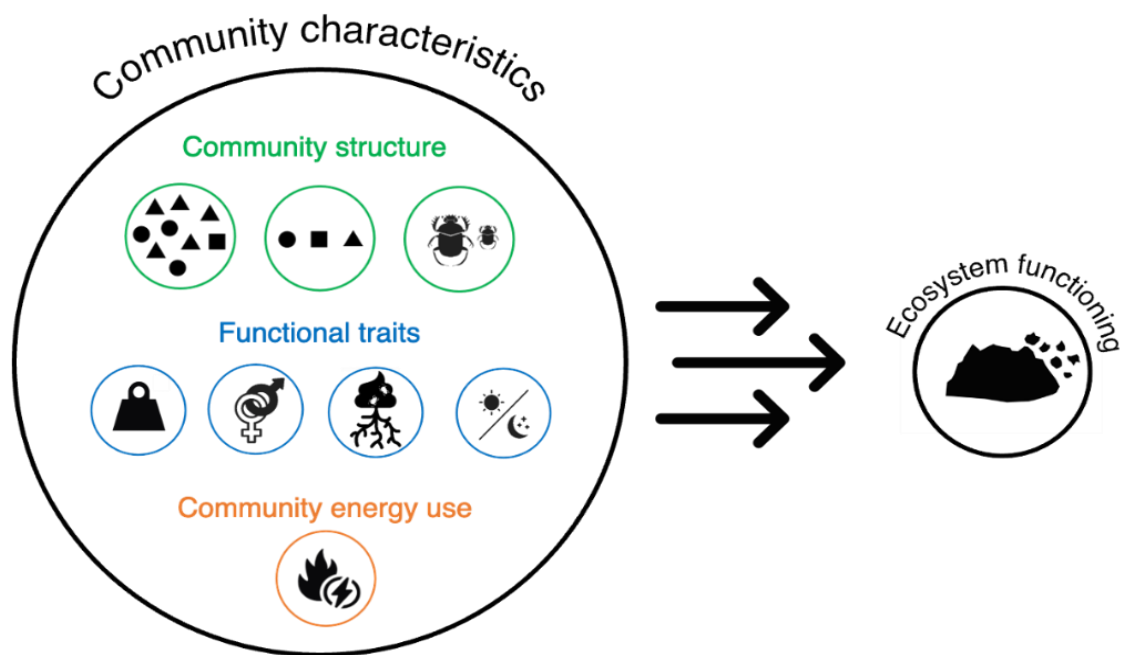 Community characteristics
Community structure
Functional traits
Community energy use
Ecosystem functioning